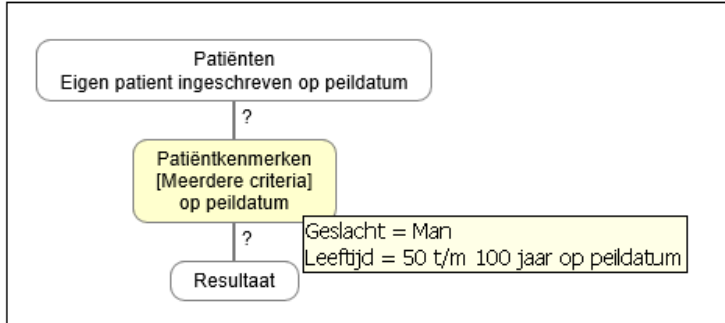 Patiënten
Eigen patient ingeschreven op peildatum
?
Patiëntkenmerken
[Meerdere criteria]
op peildatum
?
Geslacht = Man
Leeftijd = 50 t/m 100 jaar op peildatum
Resultaat